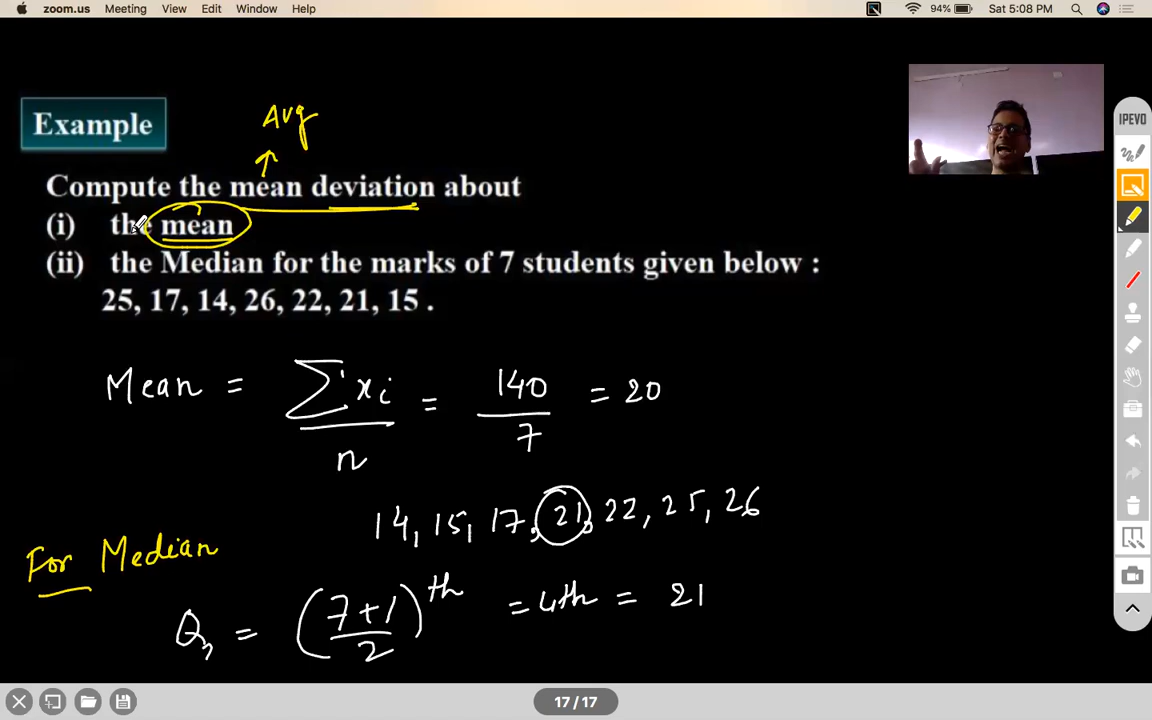 zoom.us Meeting View Edit Window Help 94% Sat 5:08 PM
IPEVO
Avg
Example
Compute the mean deviation about
(i) the mean
(ii) the Median for the marks of 7 students given below :
25, 17, 14, 26, 22, 21, 15 .
Mean = ∑xi / n = 140 / 7 = 20
14, 15, 17, 21, 22, 25, 26
For Median
= (7+1 / 2)th = 4th = 21
17 / 17